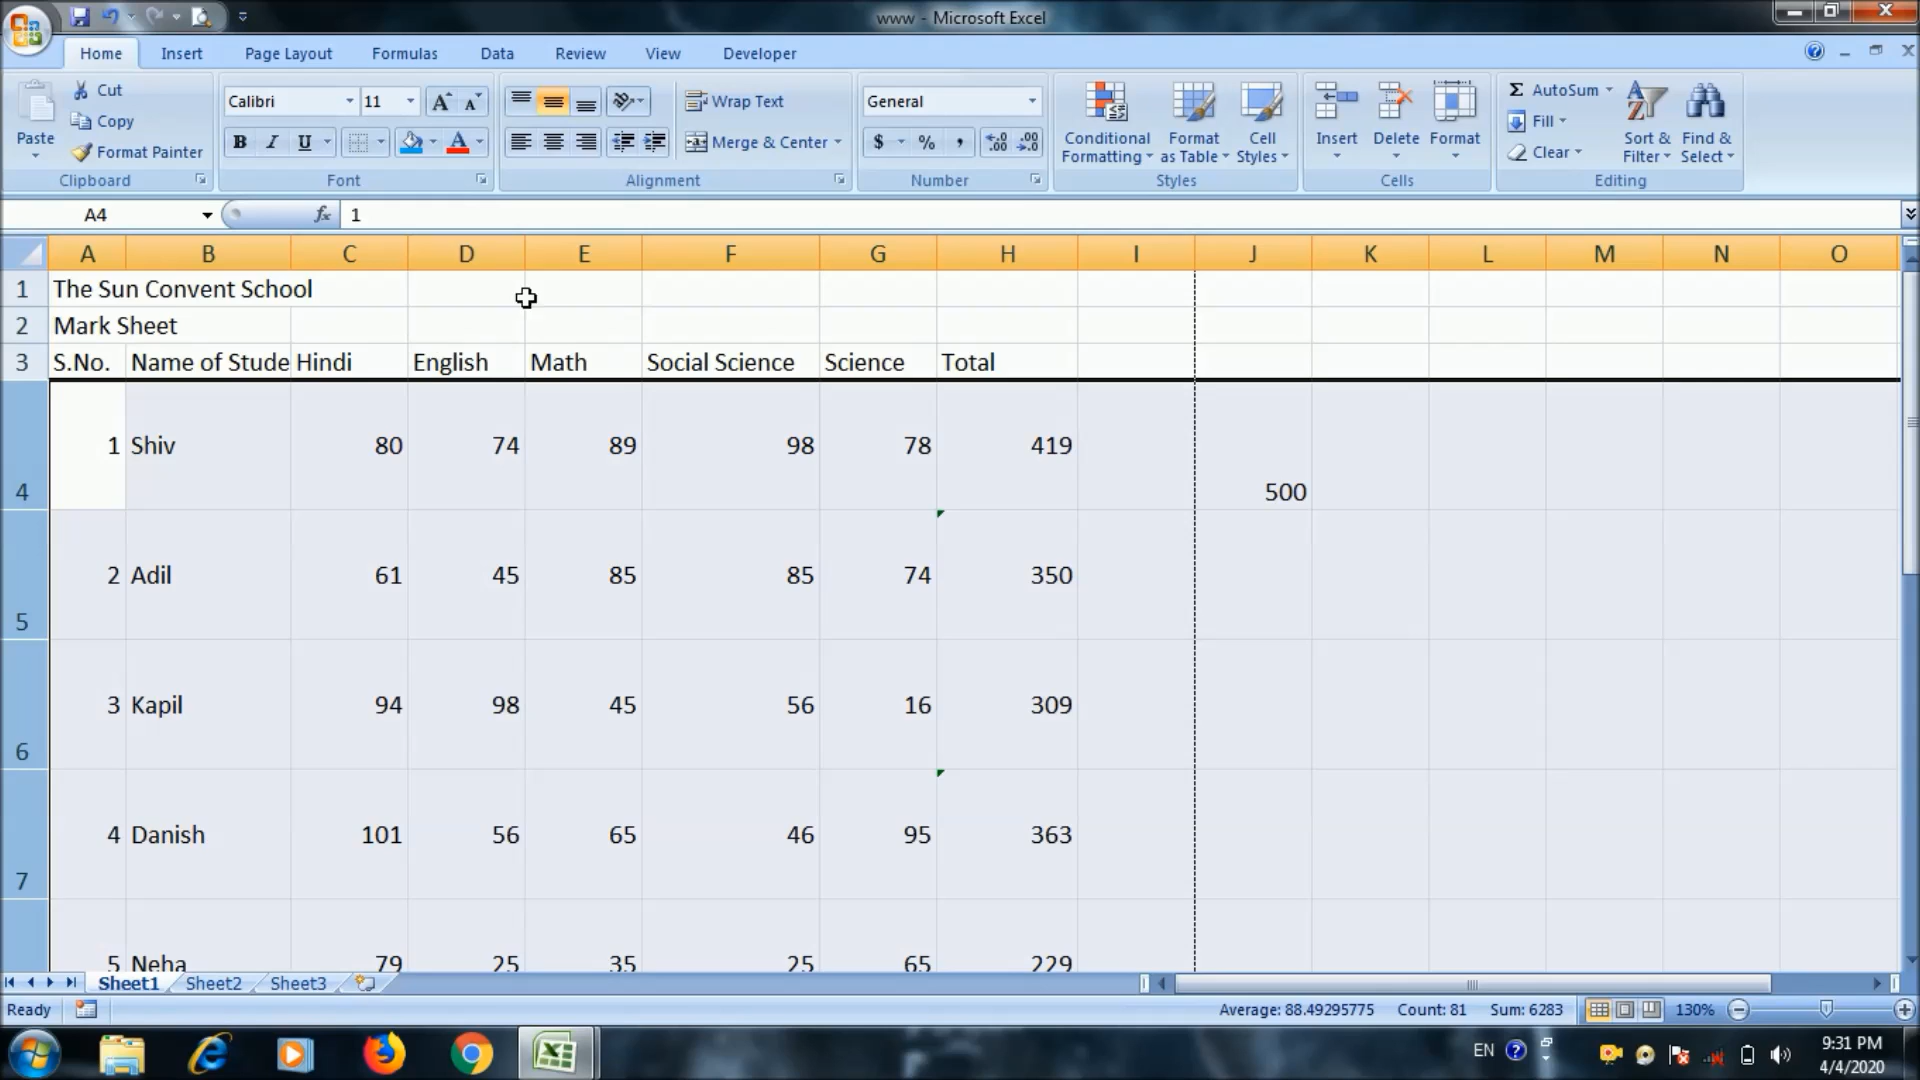 www - Microsoft Excel
Home Insert Page Layout Formulas Data Review View Developer
Paste Cut Copy Format Painter Clipboard
Calibri 11 A A B I U A Font
Wrap Text Merge & Center Alignment
General $ % , .0 .00 .00 .0 Number
Conditional Formatting Format as Table Cell Styles Styles
Insert Delete Format Cells
Σ AutoSum Fill Clear Sort & Filter Find & Select Editing
A4 fx 1
A B C D E F G H I J K L M N O
1 The Sun Convent School
2 Mark Sheet
3 S.No. Name of Stude Hindi English Math Social Science Science Total
4 1 Shiv 80 74 89 98 78 419 500
5 2 Adil 61 45 85 85 74 350
6 3 Kapil 94 98 45 56 16 309
7 4 Danish 101 56 65 46 95 363
5 Neha 79 25 35 25 65 229
Sheet1 Sheet2 Sheet3
Ready Average: 88.49295775 Count: 81 Sum: 6283 130%
EN 9:31 PM
4/4/2020